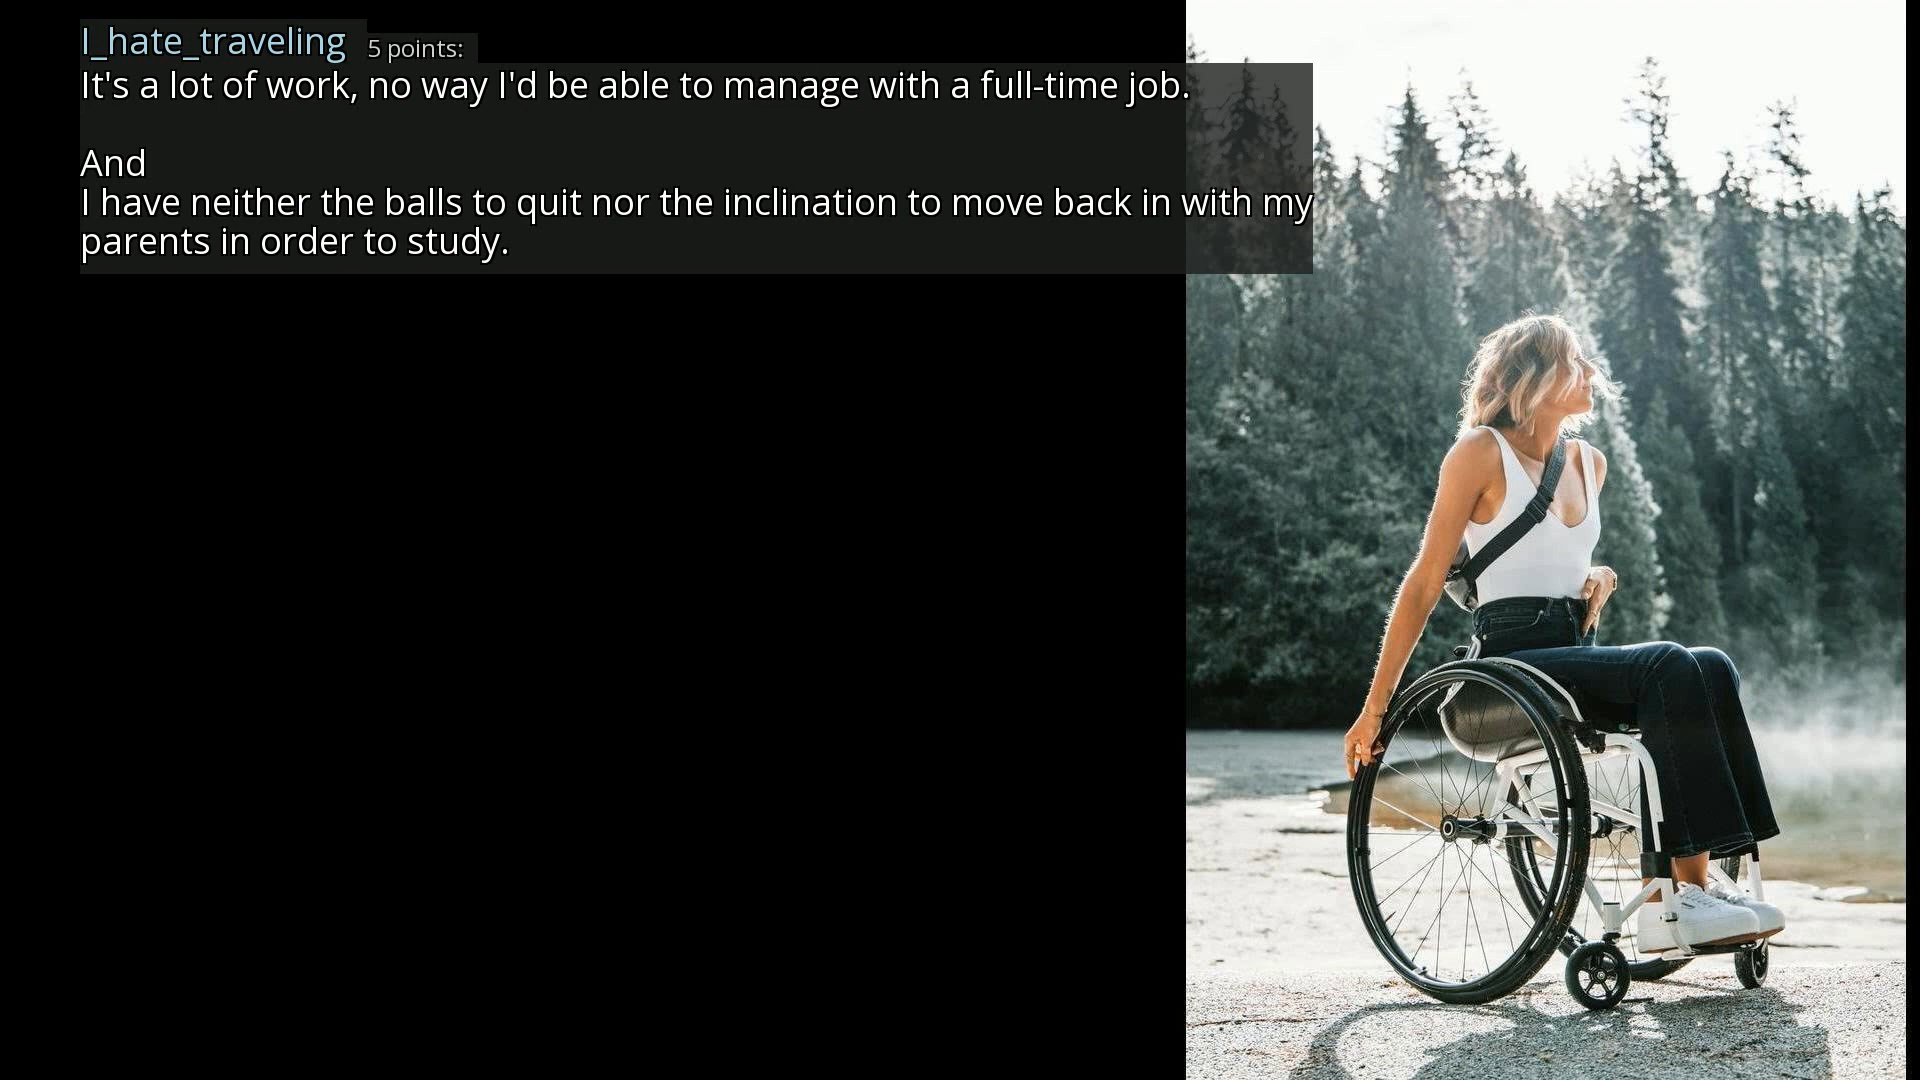 I_hate_traveling 5 points:
It's a lot of work, no way I'd be able to manage with a full-time job.
And
I have neither the balls to quit nor the inclination to move back in with my
parents in order to study.